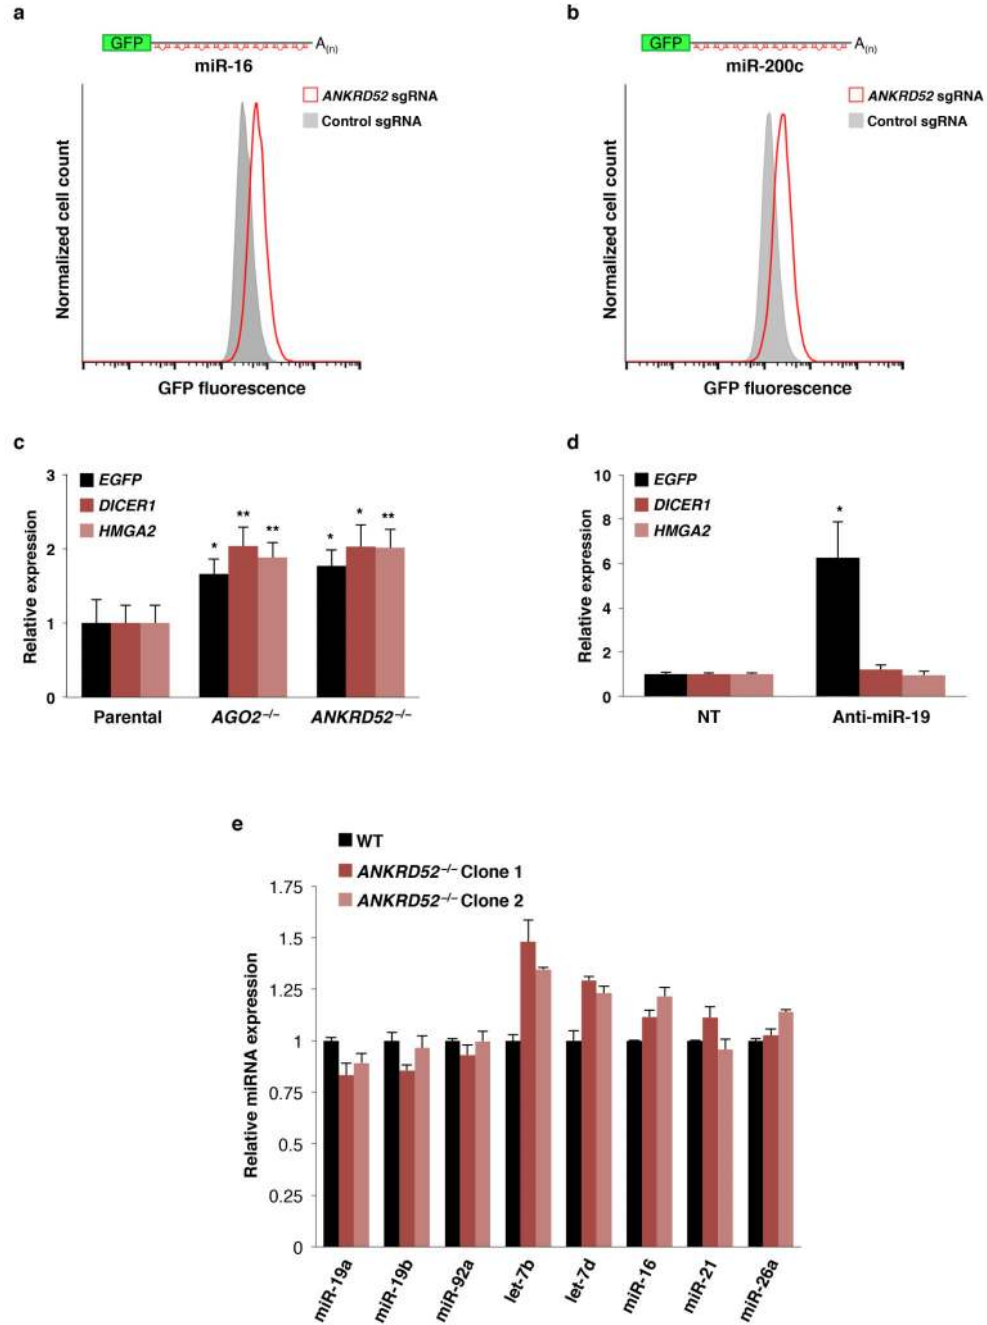 a
GFP A(n)
miR-16
ANKRD52 sgRNA
Control sgRNA
Normalized cell count
GFP fluorescence
b
GFP A(n)
miR-200c
ANKRD52 sgRNA
Control sgRNA
Normalized cell count
GFP fluorescence
c
EGFP
DICER1
HMGA2
Relative expression
3
2
1
0
* ** **
* * **
Parental AGO2−/− ANKRD52−/−
d
EGFP
DICER1
HMGA2
Relative expression
10
8
6
4
2
0
*
NT Anti-miR-19
e
WT
ANKRD52−/− Clone 1
ANKRD52−/− Clone 2
Relative miRNA expression
1.75
1.5
1.25
1
0.75
0.5
0.25
0
miR-19a
miR-19b
miR-92a
let-7b
let-7d
miR-16
miR-21
miR-26a